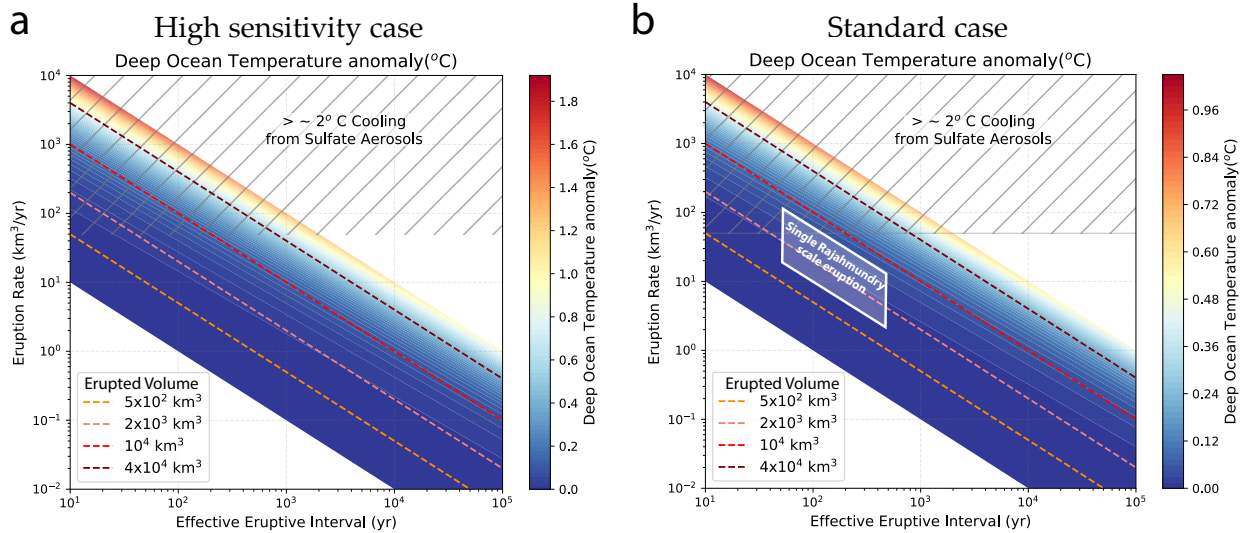 a
High sensitivity case
Deep Ocean Temperature anomaly(°C)
10⁴
10³
10²
10¹
10⁰
10⁻¹
10⁻²
Eruption Rate (km³/yr)
> ~ 2° C Cooling
from Sulfate Aerosols
Erupted Volume
5x10² km³
2x10³ km³
10⁴ km³
4x10⁴ km³
10¹ 10² 10³ 10⁴ 10⁵
Effective Eruptive Interval (yr)
1.8
1.6
1.4
1.2
1.0
0.8
0.6
0.4
0.2
0.0
Deep Ocean Temperature anomaly(°C)
b
Standard case
Deep Ocean Temperature anomaly(°C)
10⁴
10³
10²
10¹
10⁰
10⁻¹
10⁻²
Eruption Rate (km³/yr)
> ~ 2° C Cooling
from Sulfate Aerosols
Single Rajahmundry
scale eruption
Erupted Volume
5x10² km³
2x10³ km³
10⁴ km³
4x10⁴ km³
10¹ 10² 10³ 10⁴ 10⁵
Effective Eruptive Interval (yr)
0.96
0.84
0.72
0.60
0.48
0.36
0.24
0.12
0.00
Deep Ocean Temperature anomaly(°C)